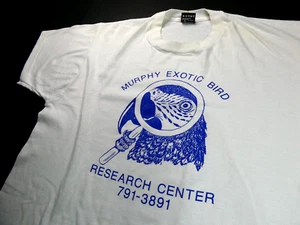 MURPHY EXOTIC BIRD
RESEARCH CENTER
791-3891